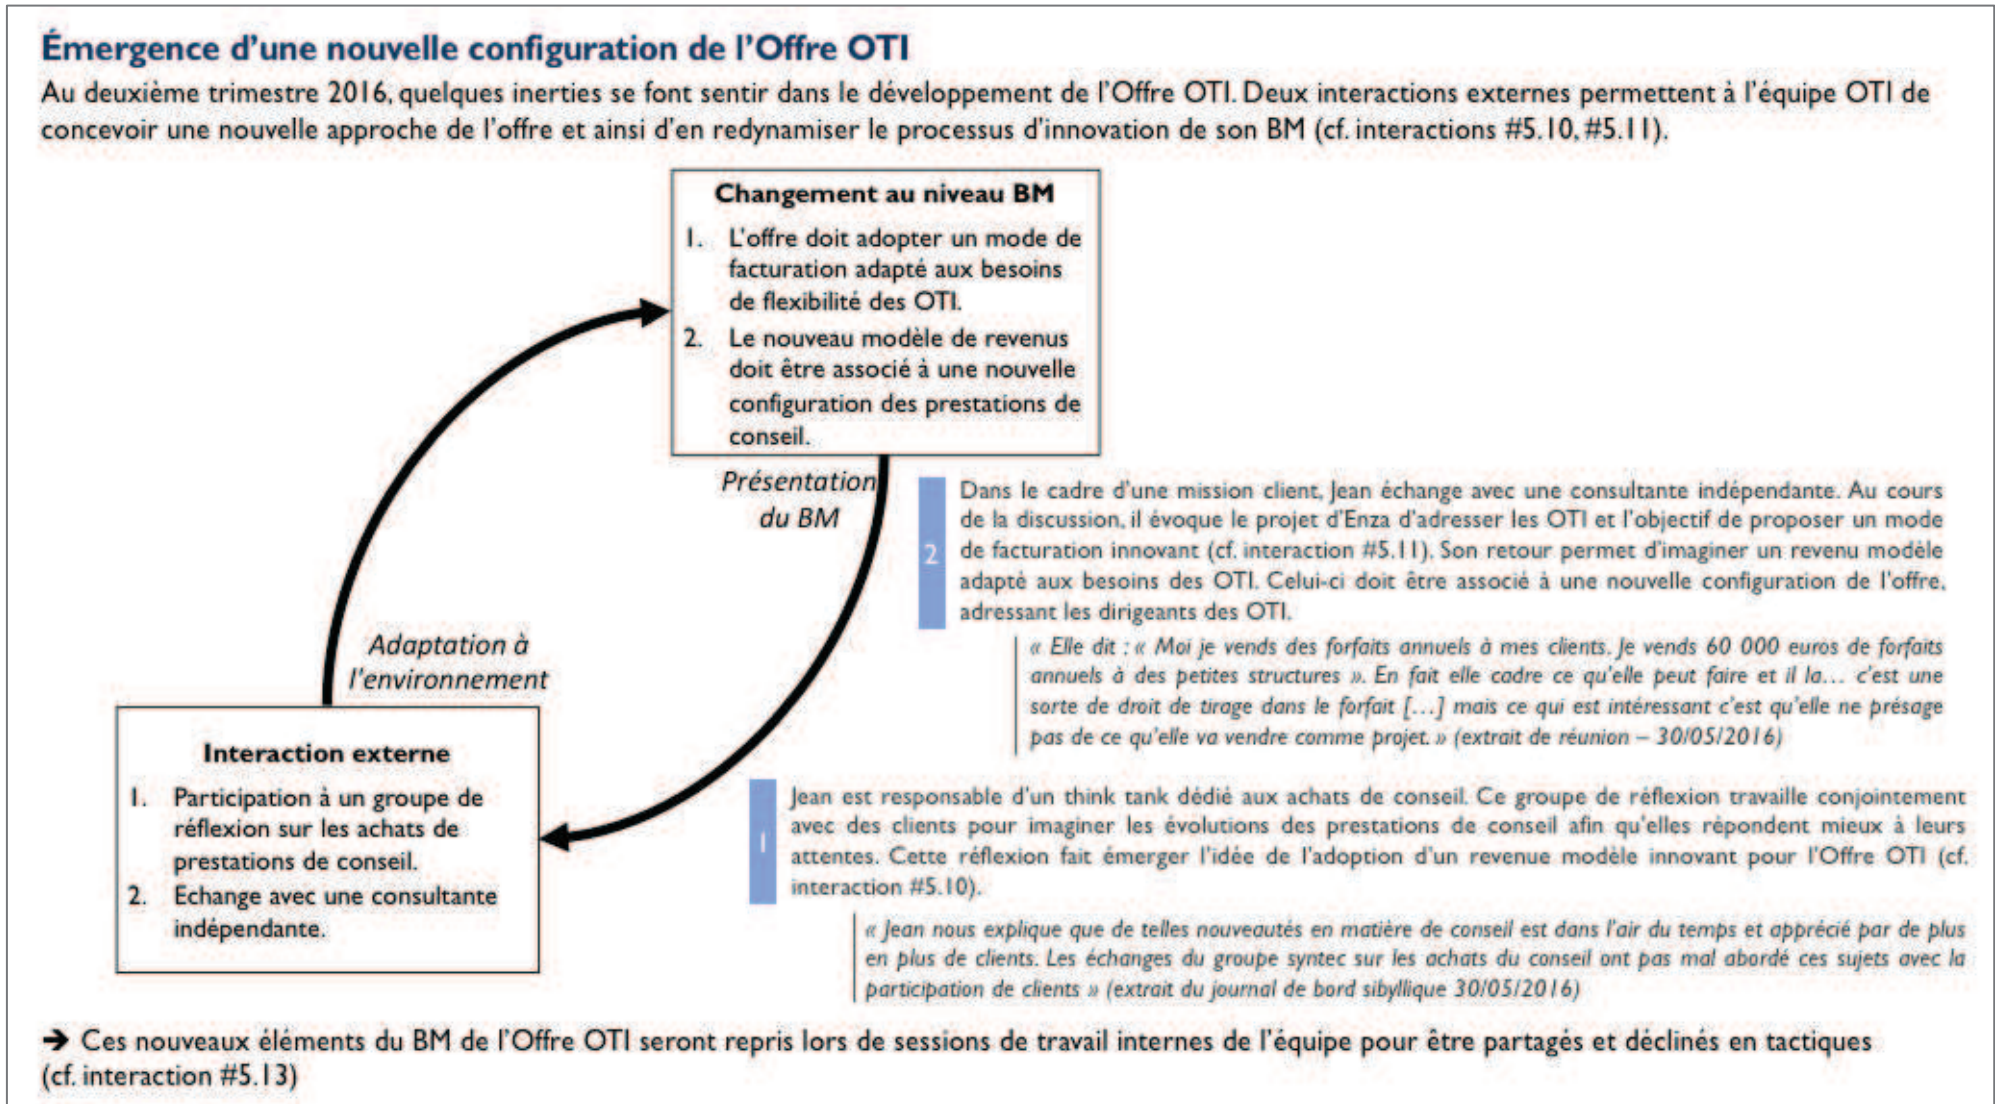 Émergence d’une nouvelle configuration de l’Offre OTI
Au deuxième trimestre 2016, quelques inerties se font sentir dans le développement de l’Offre OTI. Deux interactions externes permettent à l’équipe OTI de
concevoir une nouvelle approche de l’offre et ainsi d’en redynamiser le processus d’innovation de son BM (cf. interactions #5.10, #5.11).
Changement au niveau BM
1. L’offre doit adopter un mode de
facturation adapté aux besoins
de flexibilité des OTI.
2. Le nouveau modèle de revenus
doit être associé à une nouvelle
configuration des prestations de
conseil.
Présentation
du BM
Adaptation à
l’environnement
Interaction externe
1. Participation à un groupe de
réflexion sur les achats de
prestations de conseil.
2. Echange avec une consultante
indépendante.
2
Dans le cadre d’une mission client, Jean échange avec une consultante indépendante. Au cours
de la discussion, il évoque le projet d’Enza d’adresser les OTI et l’objectif de proposer un mode
de facturation innovant (cf. interaction #5.11). Son retour permet d’imaginer un revenu modèle
adapté aux besoins des OTI. Celui-ci doit être associé à une nouvelle configuration de l’offre,
adressant les dirigeants des OTI.
« Elle dit : « Moi je vends des forfaits annuels à mes clients. Je vends 60 000 euros de forfaits
annuels à des petites structures ». En fait elle cadre ce qu’elle peut faire et il la… c’est une
sorte de droit de tirage dans le forfait […] mais ce qui est intéressant c’est qu’elle ne présage
pas de ce qu’elle va vendre comme projet. » (extrait de réunion – 30/05/2016)
1
Jean est responsable d’un think tank dédié aux achats de conseil. Ce groupe de réflexion travaille conjointement
avec des clients pour imaginer les évolutions des prestations de conseil afin qu’elles répondent mieux à leurs
attentes. Cette réflexion fait émerger l’idée de l’adoption d’un revenue modèle innovant pour l’Offre OTI (cf.
interaction #5.10).
« Jean nous explique que de telles nouveautés en matière de conseil est dans l’air du temps et apprécié par de plus
en plus de clients. Les échanges du groupe syntec sur les achats du conseil ont pas mal abordé ces sujets avec la
participation de clients » (extrait du journal de bord sibyllique 30/05/2016)
➔ Ces nouveaux éléments du BM de l’Offre OTI seront repris lors de sessions de travail internes de l’équipe pour être partagés et déclinés en tactiques
(cf. interaction #5.13)